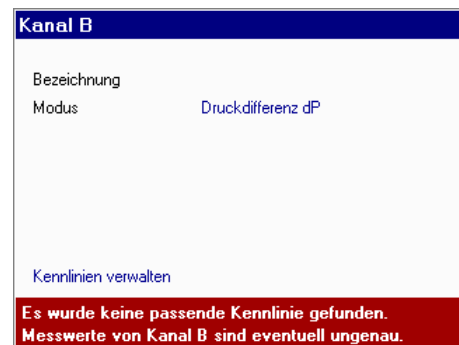 Kanal B
Bezeichnung
Modus Druckdifferenz dP
Kennlinien verwalten
Es wurde keine passende Kennlinie gefunden.
Messwerte von Kanal B sind eventuell ungenau.